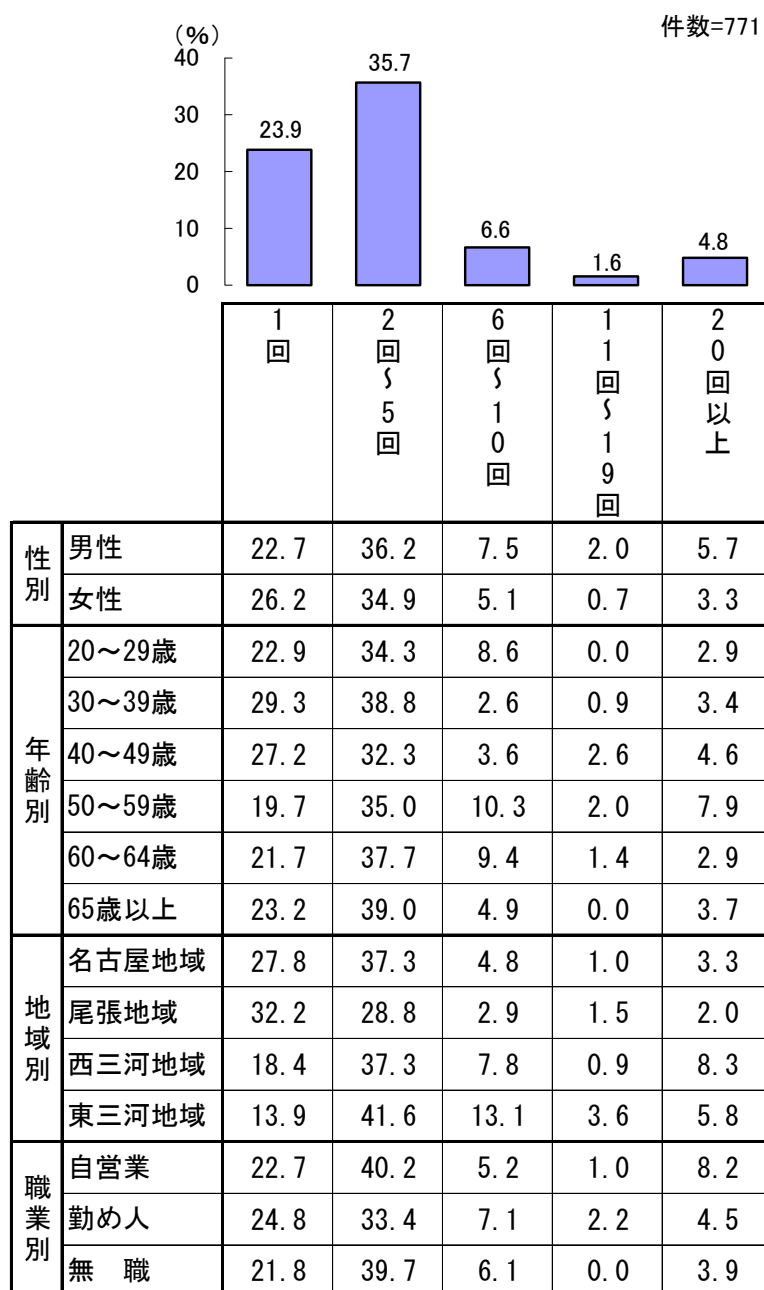 件数=771
（%）
40
30
20
10
0
23.9
35.7
6.6
1.6
4.8
1回
2回～5回
6回～10回
11回～19回
20回以上
性別
男性 22.7 36.2 7.5 2.0 5.7
女性 26.2 34.9 5.1 0.7 3.3
年齢別
20～29歳 22.9 34.3 8.6 0.0 2.9
30～39歳 29.3 38.8 2.6 0.9 3.4
40～49歳 27.2 32.3 3.6 2.6 4.6
50～59歳 19.7 35.0 10.3 2.0 7.9
60～64歳 21.7 37.7 9.4 1.4 2.9
65歳以上 23.2 39.0 4.9 0.0 3.7
地域別
名古屋地域 27.8 37.3 4.8 1.0 3.3
尾張地域 32.2 28.8 2.9 1.5 2.0
西三河地域 18.4 37.3 7.8 0.9 8.3
東三河地域 13.9 41.6 13.1 3.6 5.8
職業別
自営業 22.7 40.2 5.2 1.0 8.2
勤め人 24.8 33.4 7.1 2.2 4.5
無　職 21.8 39.7 6.1 0.0 3.9